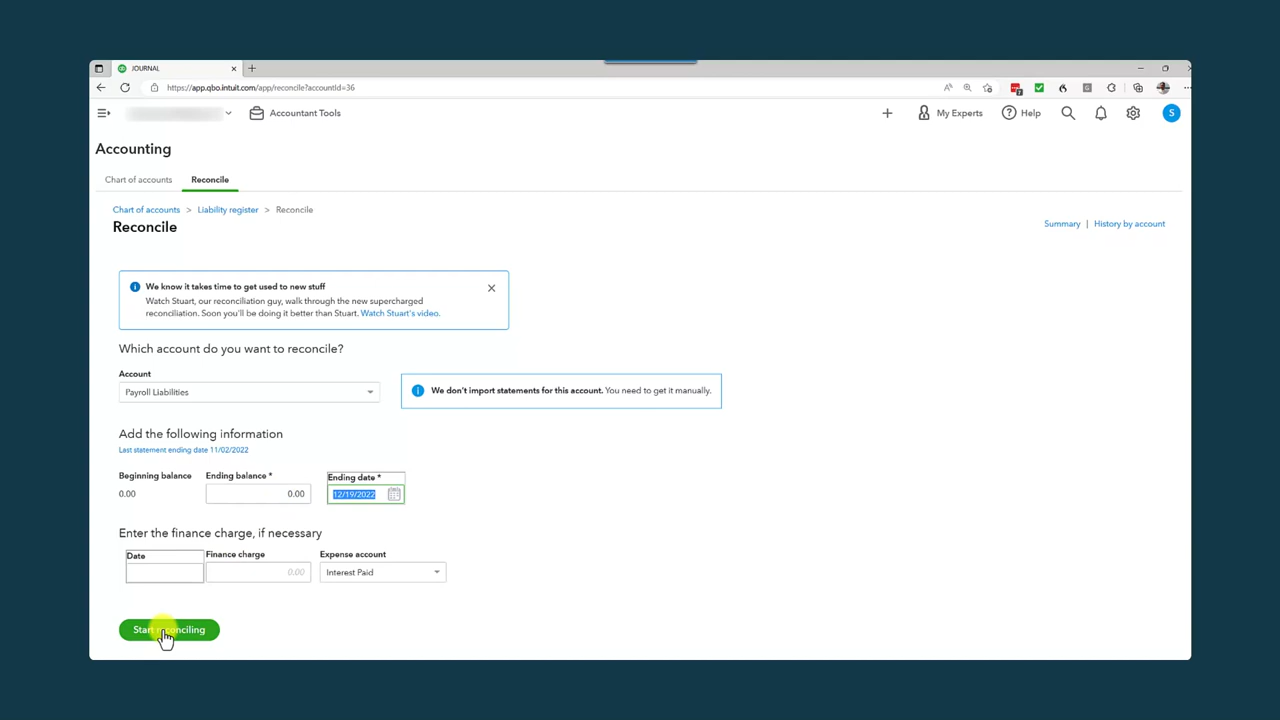 JOURNAL
https://app.qbo.intuit.com/app/reconcile?accountId=36
Accountant Tools
My Experts
Help
S
Accounting
Chart of accounts
Reconcile
Chart of accounts > Liability register > Reconcile
Reconcile
Summary | History by account
We know it takes time to get used to new stuff
Watch Stuart, our reconciliation guy, walk through the new supercharged
reconciliation. Soon you'll be doing it better than Stuart. Watch Stuart's video.
Which account do you want to reconcile?
Account
Payroll Liabilities
We don't import statements for this account. You need to get it manually.
Add the following information
Last statement ending date 11/02/2022
Beginning balance
Ending balance *
Ending date *
0.00
0.00
12/19/2022
Enter the finance charge, if necessary
Date
Finance charge
Expense account
0.00
Interest Paid
Start reconciling